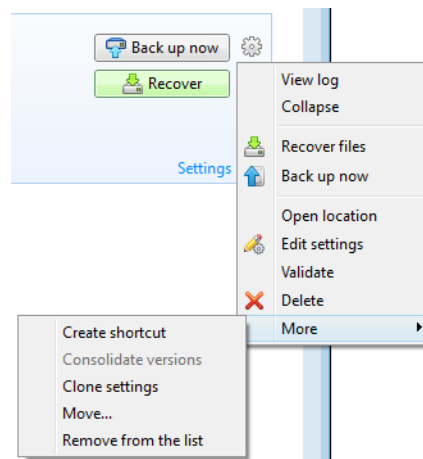 Back up now
Recover
Settings
View log
Collapse
Recover files
Back up now
Open location
Edit settings
Validate
Delete
More
Create shortcut
Consolidate versions
Clone settings
Move...
Remove from the list